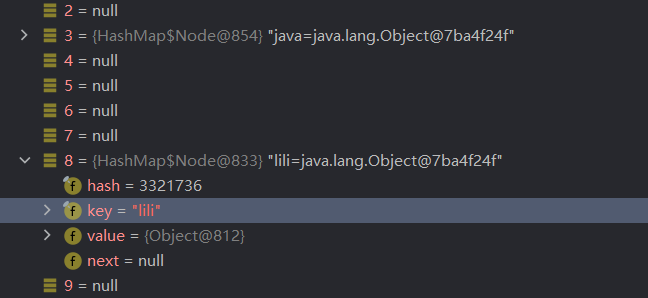 2 = null
3 = {HashMap$Node@854} "java=java.lang.Object@7ba4f24f"
4 = null
5 = null
6 = null
7 = null
8 = {HashMap$Node@833} "lili=java.lang.Object@7ba4f24f"
f hash = 3321736
f key = "lili"
f value = {Object@812}
f next = null
9 = null